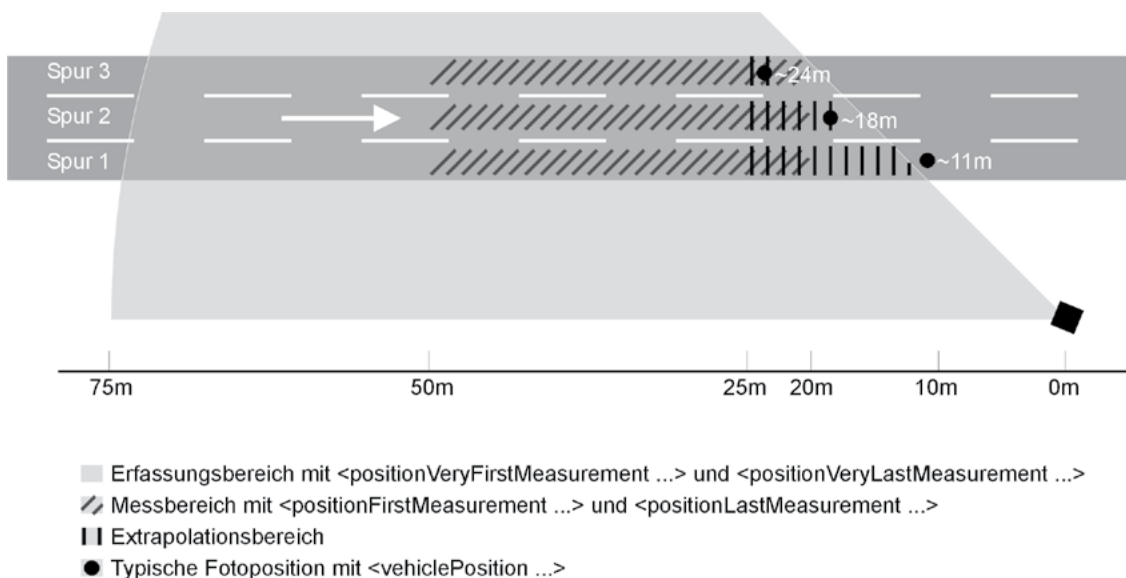 Spur 3
~24m
Spur 2
~18m
Spur 1
~11m
75m 50m 25m 20m 10m 0m
Erfassungsbereich mit <positionVeryFirstMeasurement ...> und <positionVeryLastMeasurement ...>
Messbereich mit <positionFirstMeasurement ...> und <positionLastMeasurement ...>
Extrapolationsbereich
Typische Fotoposition mit <vehiclePosition ...>